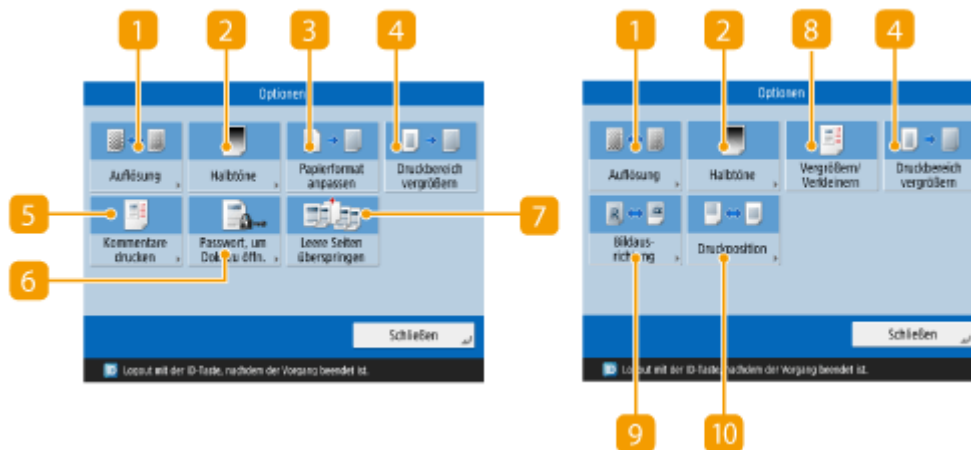 1 2 3 4
Optionen
Auflösung
Halbtöne
Papierformat
anpassen
Druckbereich
vergrößern
5
Kommentare
drucken
Passwort, um
Dok. zu öffn.
Leere Seiten
überspringen
7
6
Schließen
ID Logout mit der ID-Taste, nachdem der Vorgang beendet ist.
1 2 8 4
Optionen
Auflösung
Halbtöne
Vergrößern/
Verkleinern
Druckbereich
vergrößern
Bildaus-
richtung
Druckposition
Schließen
ID Logout mit der ID-Taste, nachdem der Vorgang beendet ist.
9 10